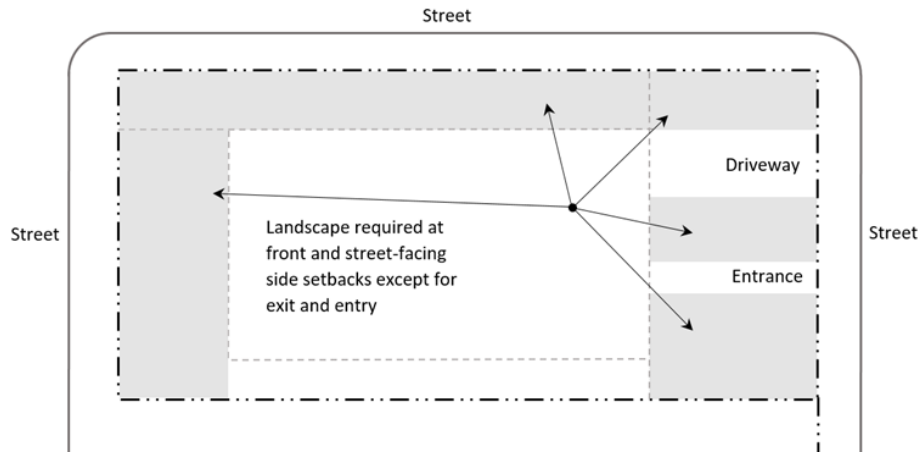 Street
Driveway
Street
Landscape required at
front and street-facing
side setbacks except for
exit and entry
Street
Entrance